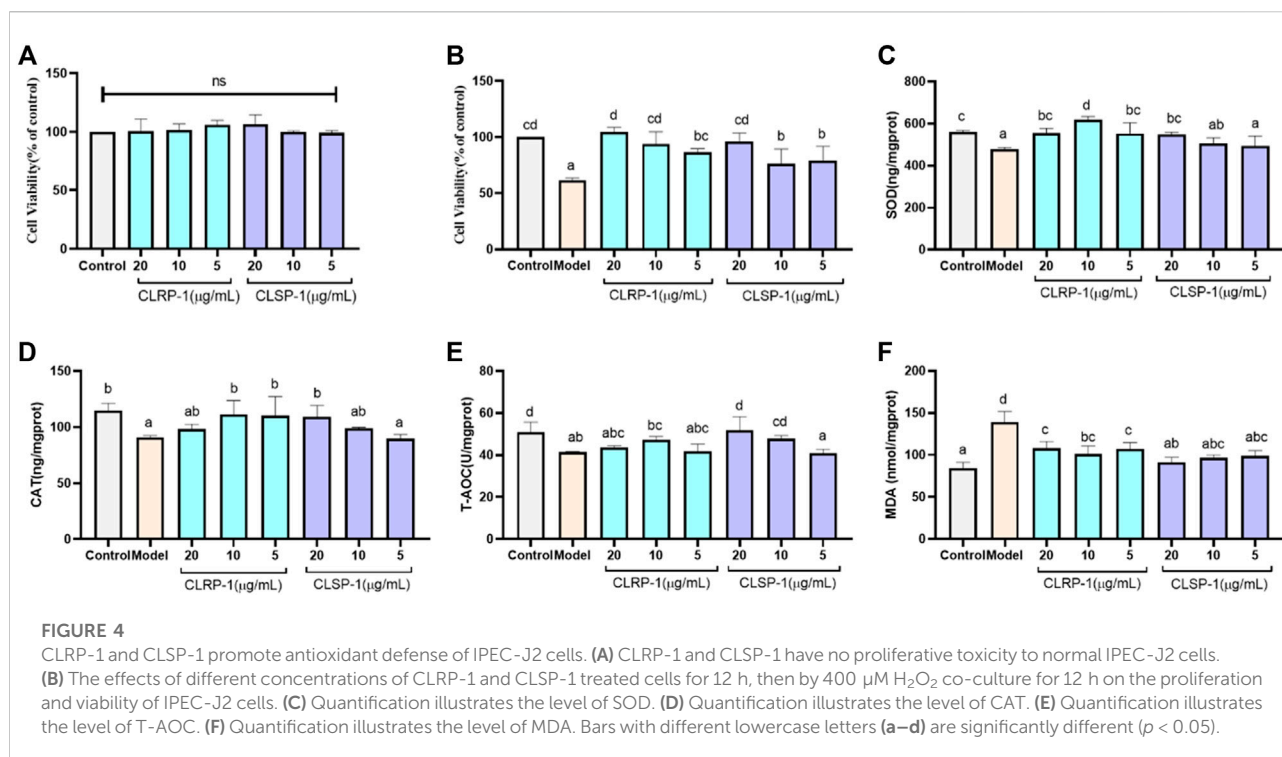 A
Cell Viability(% of control)
150
100
50
0
ns
Control 20 10 5 20 10 5
CLRP-1(μg/mL) CLSP-1(μg/mL)
B
Cell Viability(% of control)
150
100
50
0
cd a d cd bc cd b b
Control Model 20 10 5 20 10 5
CLRP-1(μg/mL) CLSP-1(μg/mL)
C
SOD(ng/mgprot)
800
600
400
200
0
c a bc d bc bc ab a
Control Model 20 10 5 20 10 5
CLRP-1(μg/mL) CLSP-1(μg/mL)
D
CAT(ng/mgprot)
150
100
50
0
b a ab b b b ab a
Control Model 20 10 5 20 10 5
CLRP-1(μg/mL) CLSP-1(μg/mL)
E
T-AOC(U/mgprot)
80
60
40
20
0
d ab abc bc abc d cd a
Control Model 20 10 5 20 10 5
CLRP-1(μg/mL) CLSP-1(μg/mL)
F
MDA (nmol/mgprot)
200
150
100
50
0
a d c bc c ab abc abc
Control Model 20 10 5 20 10 5
CLRP-1(μg/mL) CLSP-1(μg/mL)
FIGURE 4
CLRP-1 and CLSP-1 promote antioxidant defense of IPEC-J2 cells. (A) CLRP-1 and CLSP-1 have no proliferative toxicity to normal IPEC-J2 cells.
(B) The effects of different concentrations of CLRP-1 and CLSP-1 treated cells for 12 h, then by 400 μM H₂O₂ co-culture for 12 h on the proliferation
and viability of IPEC-J2 cells. (C) Quantification illustrates the level of SOD. (D) Quantification illustrates the level of CAT. (E) Quantification illustrates
the level of T-AOC. (F) Quantification illustrates the level of MDA. Bars with different lowercase letters (a–d) are significantly different (p < 0.05).